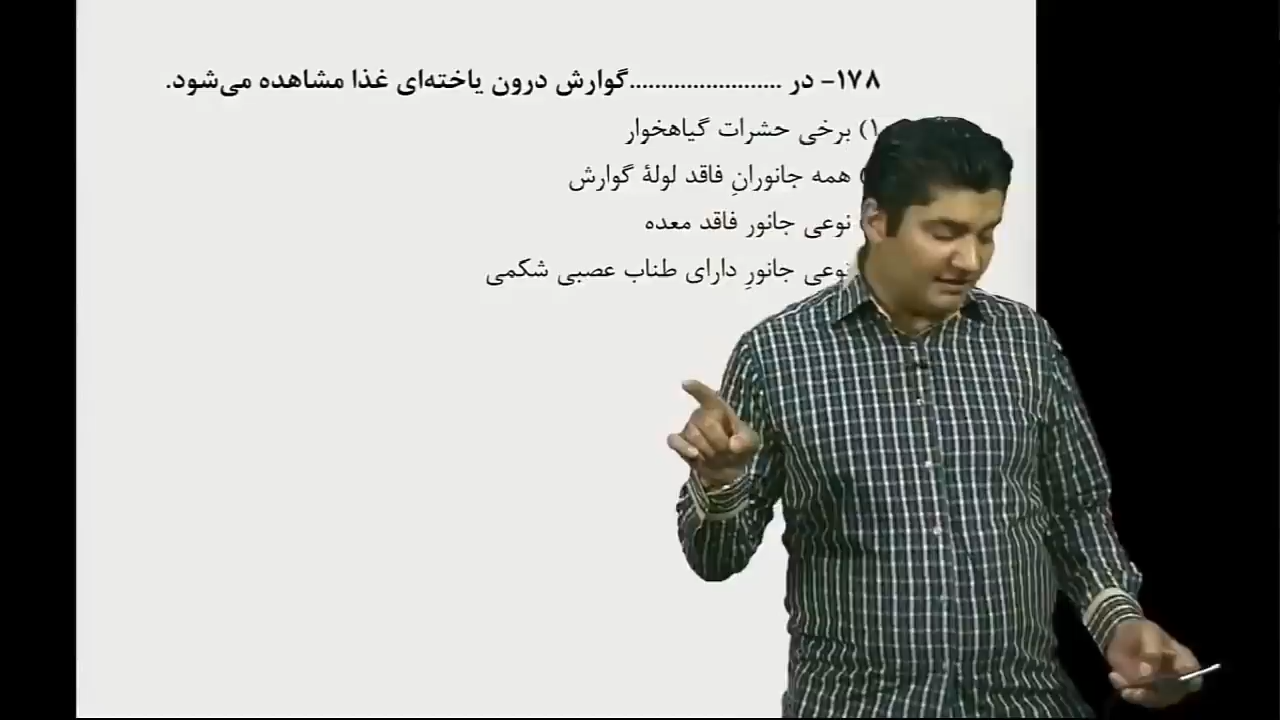 ۱۷۸- در ........................گوارش درون یاخته‌ای غذا مشاهده می‌شود.
۱) برخی حشرات گیاهخوار
همه جانورانِ فاقد لولهٔ گوارش
نوعی جانور فاقد معده
نوعی جانورِ دارای طناب عصبی شکمی